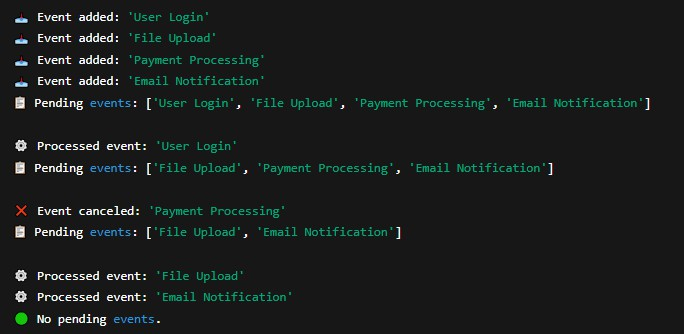 📥 Event added: 'User Login'
📥 Event added: 'File Upload'
📥 Event added: 'Payment Processing'
📥 Event added: 'Email Notification'
📋 Pending events: ['User Login', 'File Upload', 'Payment Processing', 'Email Notification']
⚙️ Processed event: 'User Login'
📋 Pending events: ['File Upload', 'Payment Processing', 'Email Notification']
❌ Event canceled: 'Payment Processing'
📋 Pending events: ['File Upload', 'Email Notification']
⚙️ Processed event: 'File Upload'
⚙️ Processed event: 'Email Notification'
🟢 No pending events.